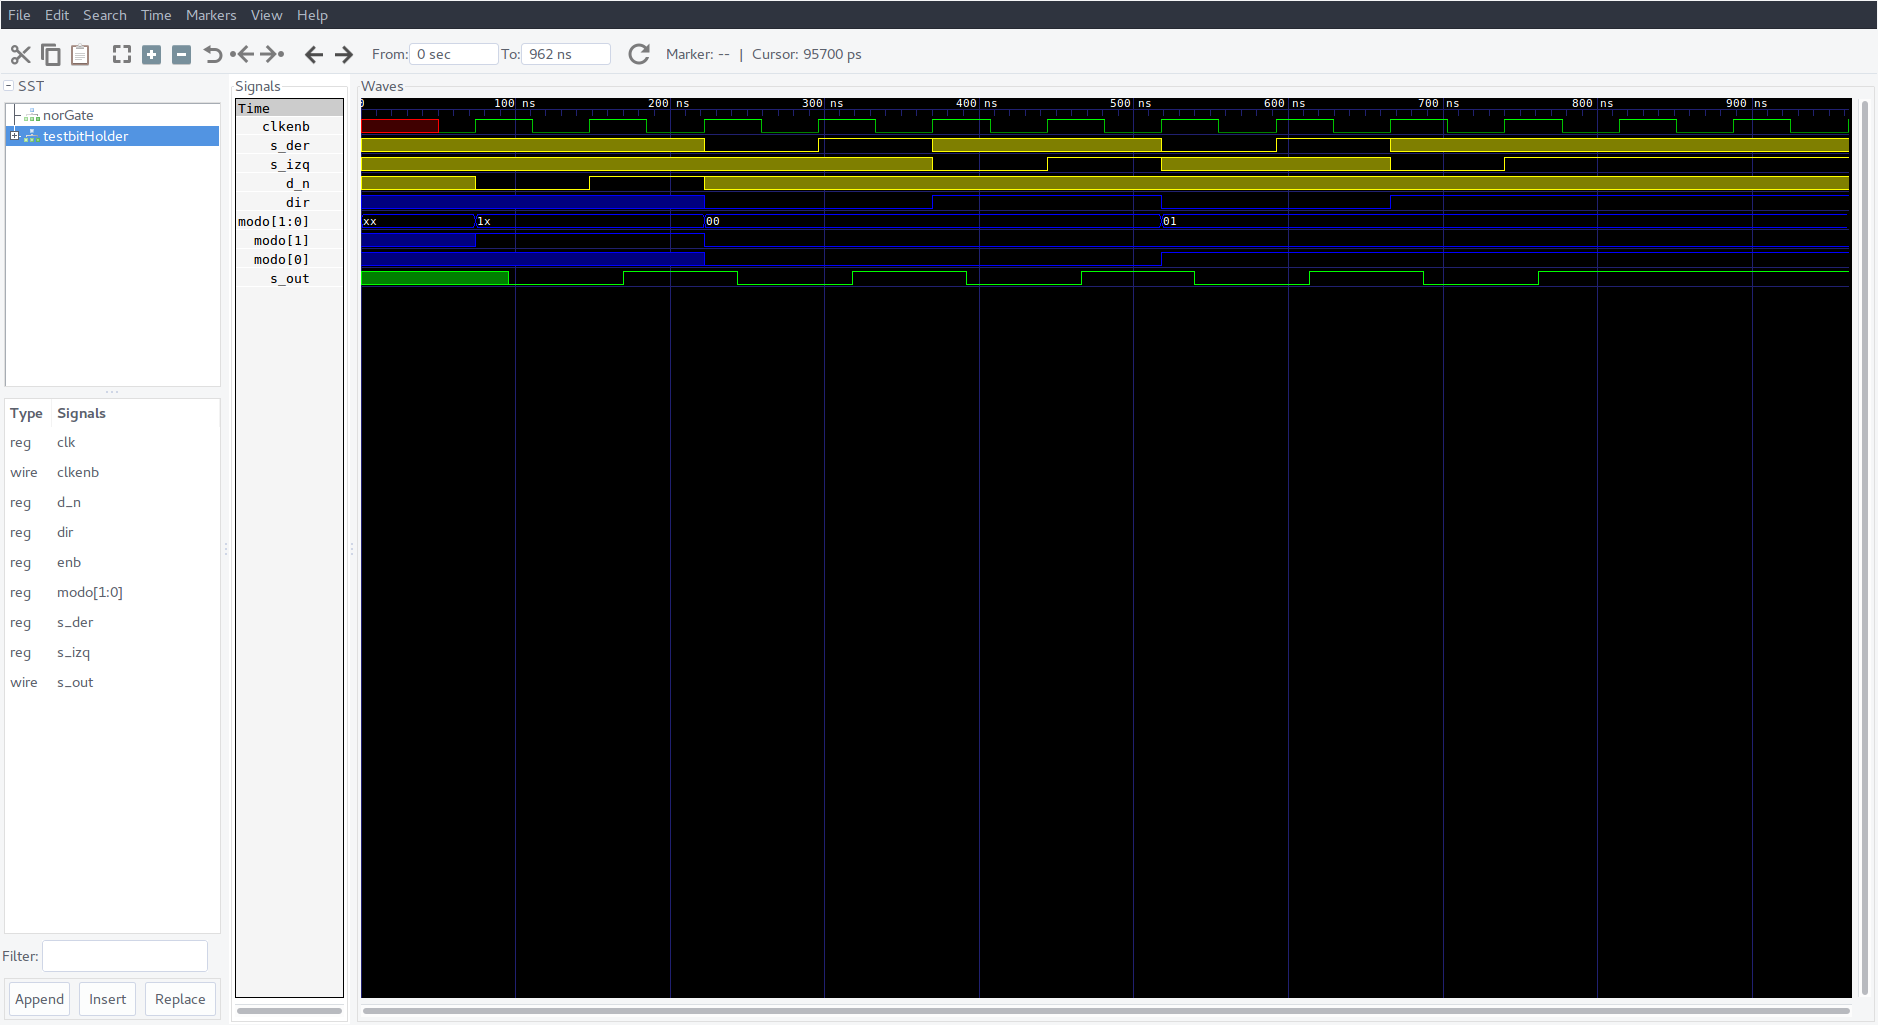 File Edit Search Time Markers View Help
From: 0 sec To: 962 ns Marker: -- | Cursor: 95700 ps
SST
norGate
testbitHolder
Type Signals
reg clk
wire clkenb
reg d_n
reg dir
reg enb
reg modo[1:0]
reg s_der
reg s_izq
wire s_out
Filter:
Append Insert Replace
Signals
Time
clkenb
s_der
s_izq
d_n
dir
modo[1:0]
modo[1]
modo[0]
s_out
Waves
0 100 ns 200 ns 300 ns 400 ns 500 ns 600 ns 700 ns 800 ns 900 ns
xx 1x 00 01